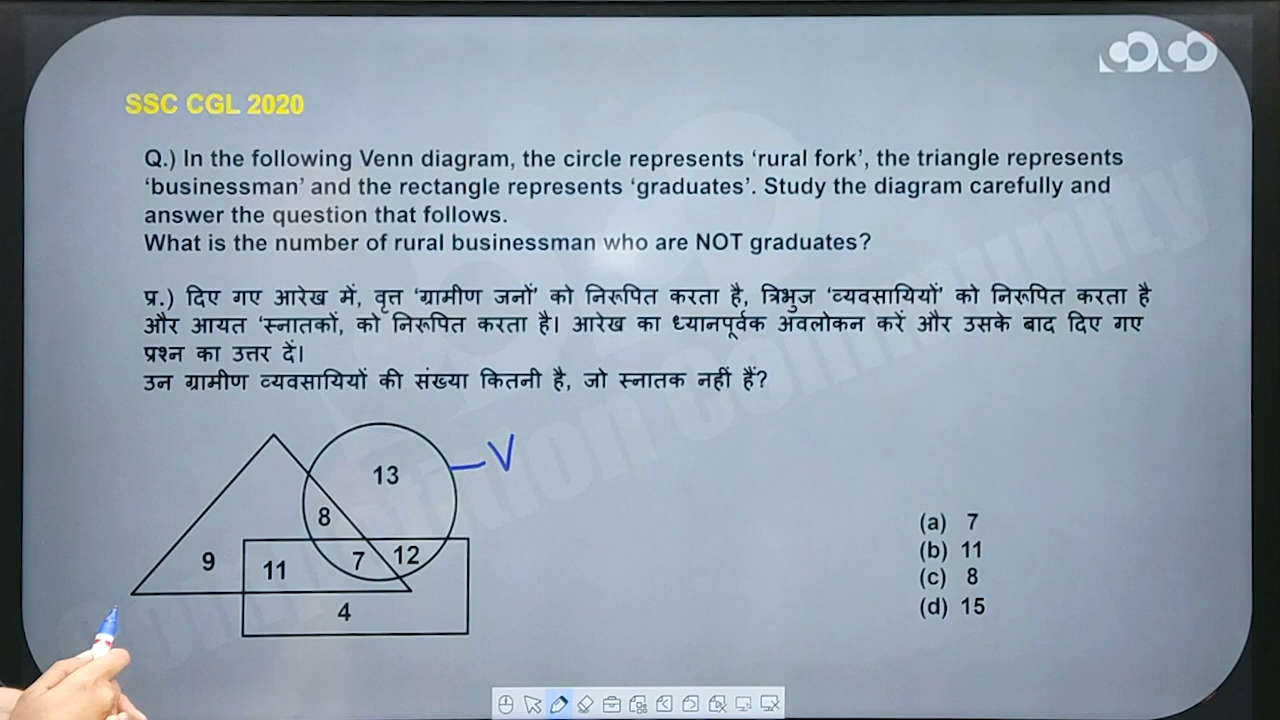 SSC CGL 2020
Q.) In the following Venn diagram, the circle represents ‘rural fork’, the triangle represents
‘businessman’ and the rectangle represents ‘graduates’. Study the diagram carefully and
answer the question that follows.
What is the number of rural businessman who are NOT graduates?
प्र.) दिए गए आरेख में, वृत्त ‘ग्रामीण जनों’ को निरूपित करता है, त्रिभुज ‘व्यवसायियों’ को निरूपित करता है
और आयत ‘स्नातकों, को निरूपित करता है। आरेख का ध्यानपूर्वक अवलोकन करें और उसके बाद दिए गए
प्रश्न का उत्तर दें।
उन ग्रामीण व्यवसायियों की संख्या कितनी है, जो स्नातक नहीं हैं?
13
V
8
9
11
7
12
4
(a) 7
(b) 11
(c) 8
(d) 15